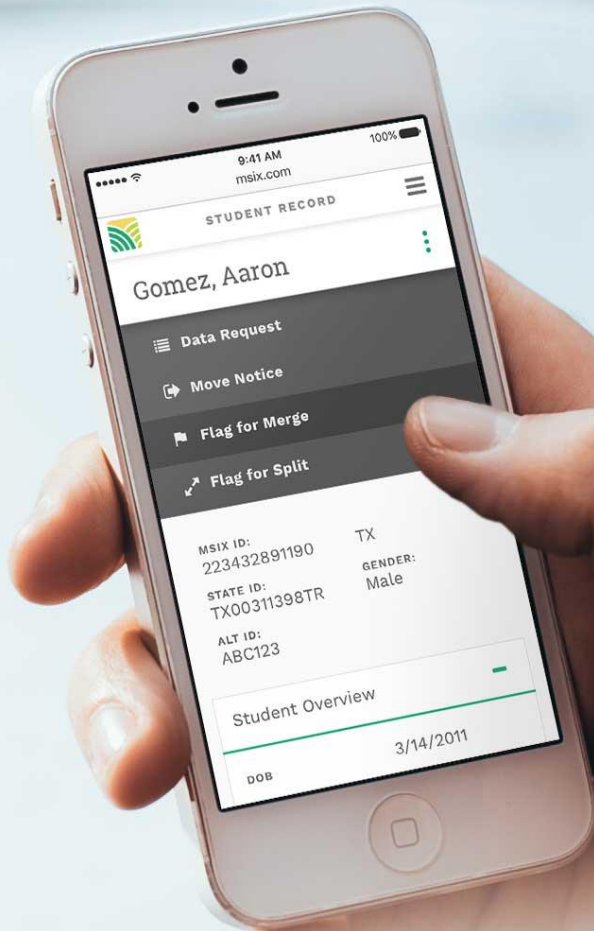 9:41 AM
100%
msix.com
STUDENT RECORD
Gomez, Aaron
Data Request
Move Notice
Flag for Merge
Flag for Split
MSIX ID:
223432891190
TX
STATE ID:
TX00311398TR
GENDER:
Male
ALT ID:
ABC123
Student Overview
DOB
3/14/2011